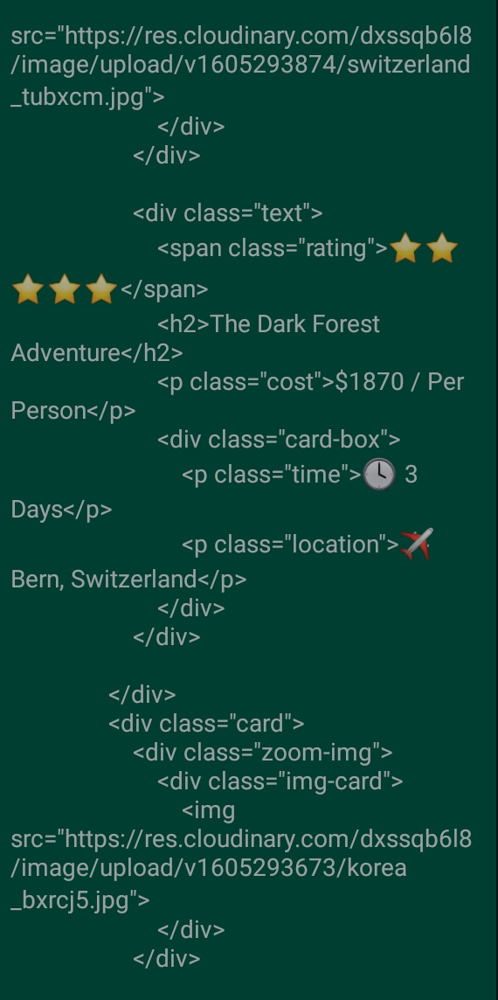 src="https://res.cloudinary.com/dxssqb6l8
/image/upload/v1605293874/switzerland
_tubxcm.jpg">
</div>
</div>
<div class="text">
<span class="rating">⭐⭐
⭐⭐⭐</span>
<h2>The Dark Forest
Adventure</h2>
<p class="cost">$1870 / Per
Person</p>
<div class="card-box">
<p class="time">🕓 3
Days</p>
<p class="location">✈️
Bern, Switzerland</p>
</div>
</div>
</div>
<div class="card">
<div class="zoom-img">
<div class="img-card">
<img
src="https://res.cloudinary.com/dxssqb6l8
/image/upload/v1605293673/korea
_bxrcj5.jpg">
</div>
</div>